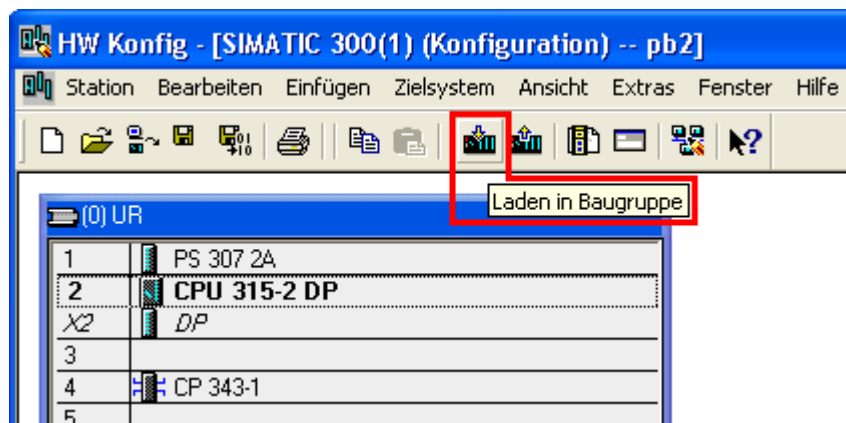 HW Konfig - [SIMATIC 300(1) (Konfiguration) -- pb2]
Station Bearbeiten Einfügen Zielsystem Ansicht Extras Fenster Hilfe
Laden in Baugruppe
(0) UR
1 PS 307 2A
2 CPU 315-2 DP
X2 DP
3
4 CP 343-1
5